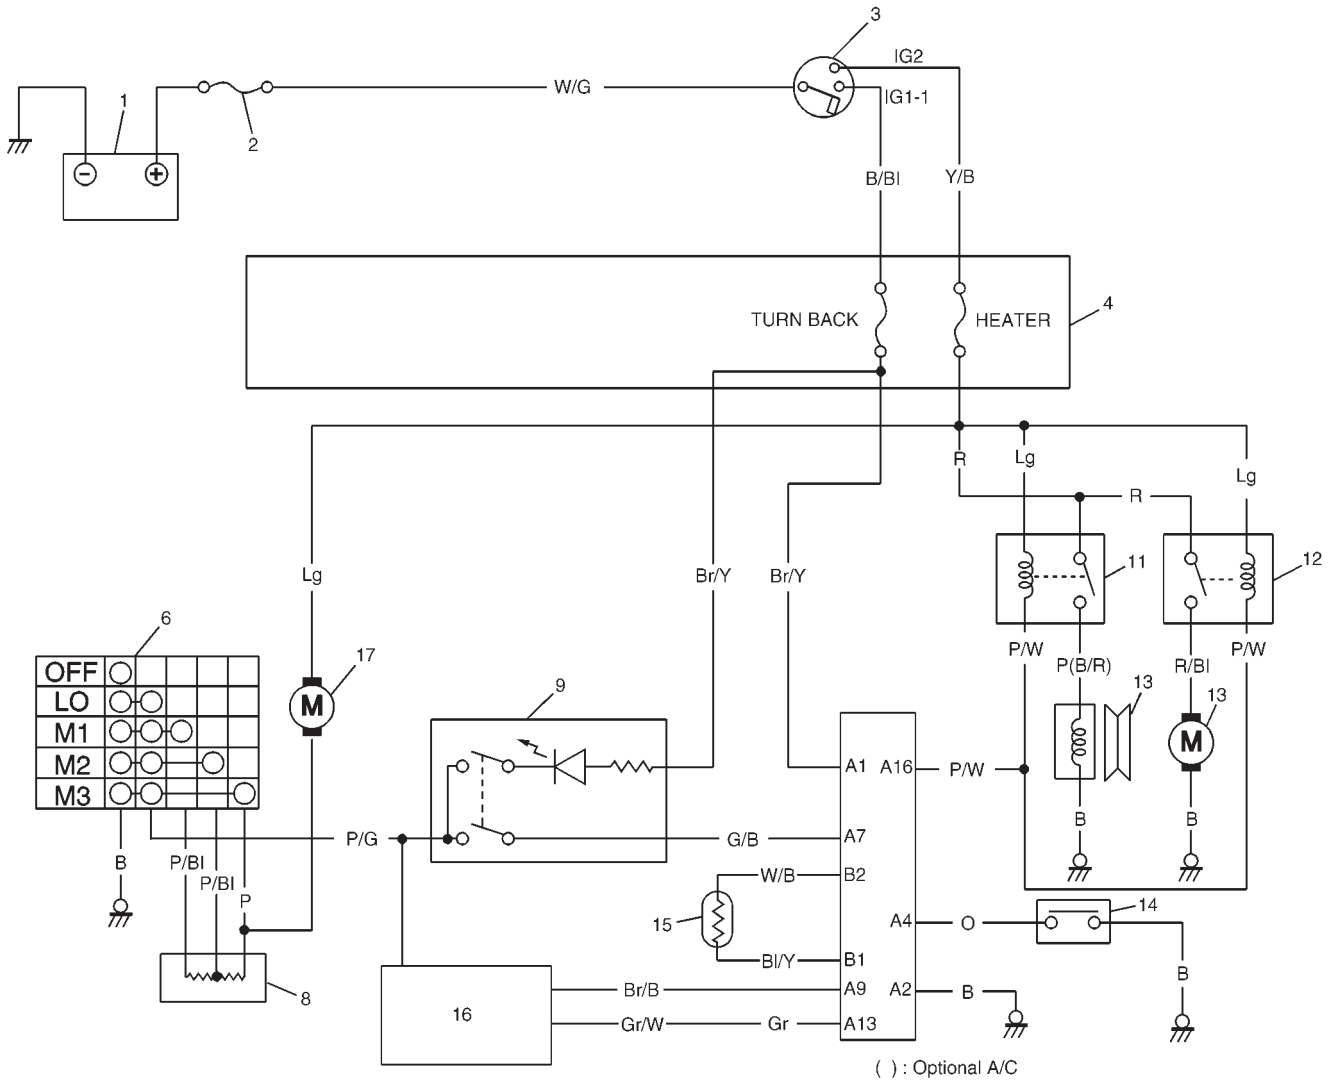 3
IG2
1
W/G
IG1-1
2
−
+
B/Bl
Y/B
4
TURN BACK
HEATER
R
Lg
Lg
R
11
12
Lg
Br/Y
Br/Y
6
P/W
P(B/R)
R/Bl
P/W
17
OFF
9
13
13
LO
M
M1
M
M2
A1
A16
P/W
M3
P/G
G/B
A7
B
B
B
P/Bl
W/B
B2
P/Bl
P
15
A4
O
14
Bl/Y
B1
B
8
Br/B
A9
A2
B
16
Gr/W
Gr
A13
( ) : Optional A/C